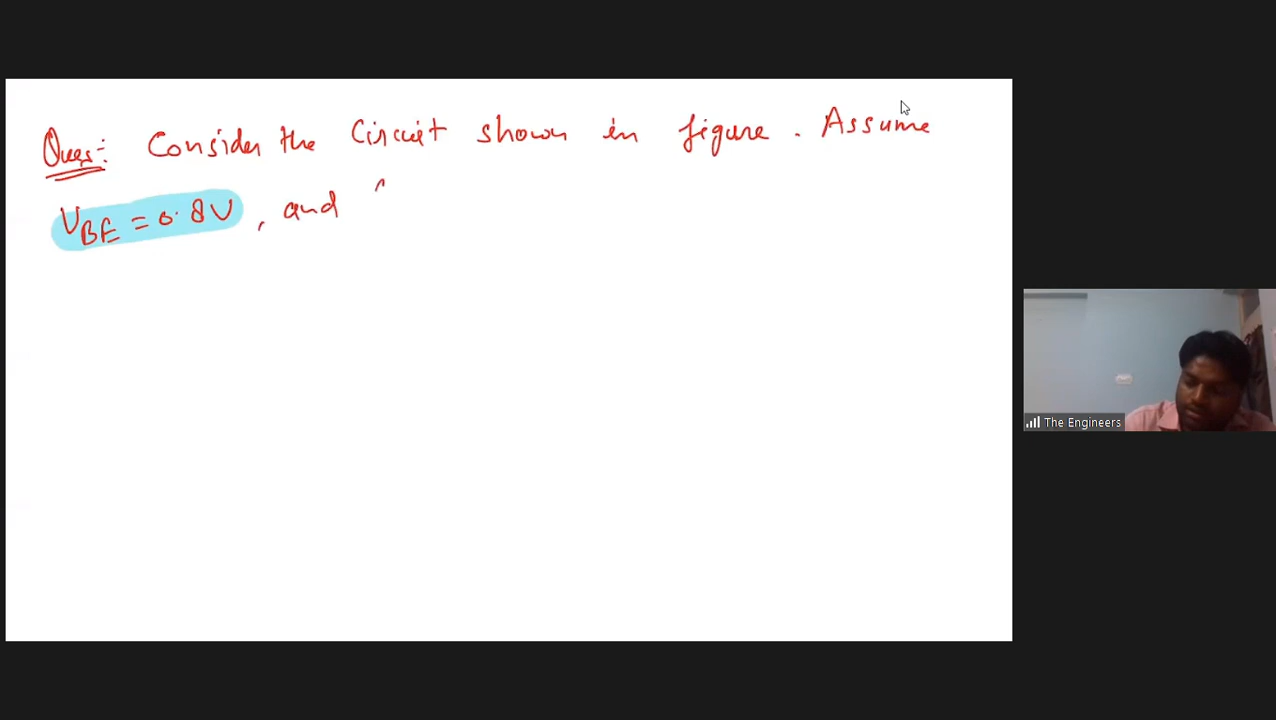 Ques:- Consider the Circuit shown in figure. Assume
VBE = 0.8V, and
The Engineers